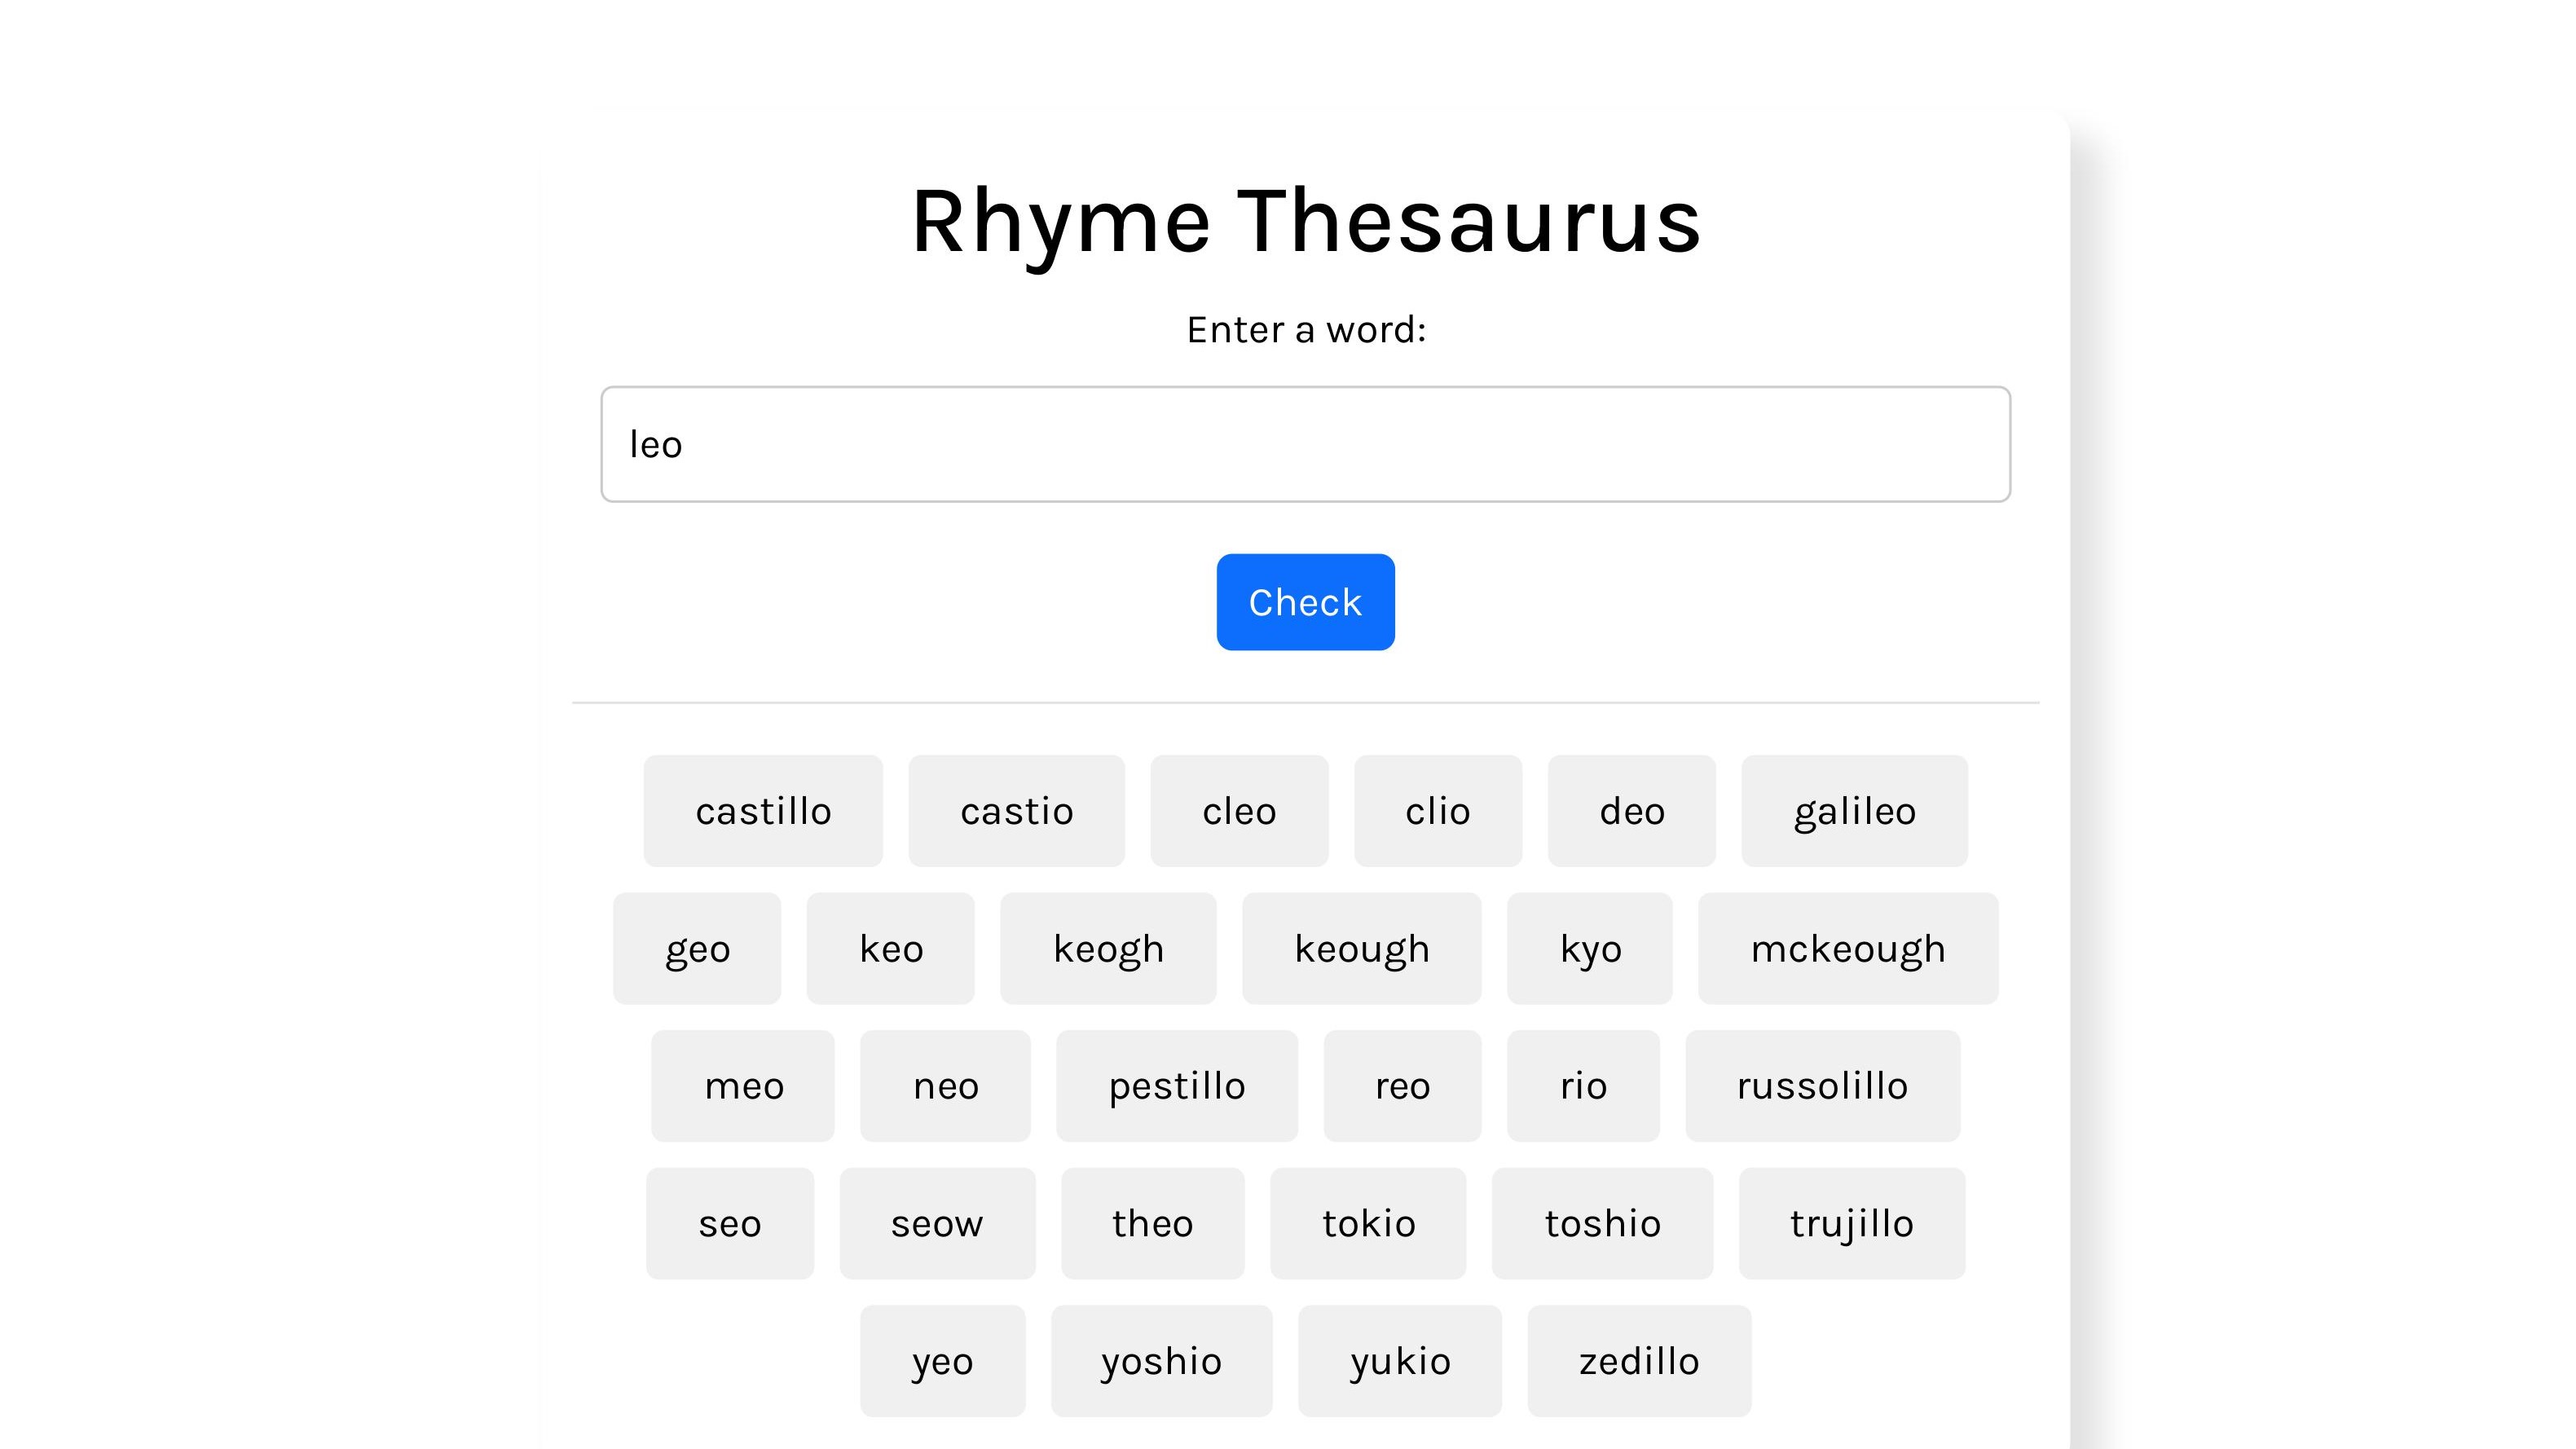 Rhyme Thesaurus
Enter a word:
leo
Check
castillo castio cleo clio deo galileo
geo keo keogh keough kyo mckeough
meo neo pestillo reo rio russolillo
seo seow theo tokio toshio trujillo
yeo yoshio yukio zedillo